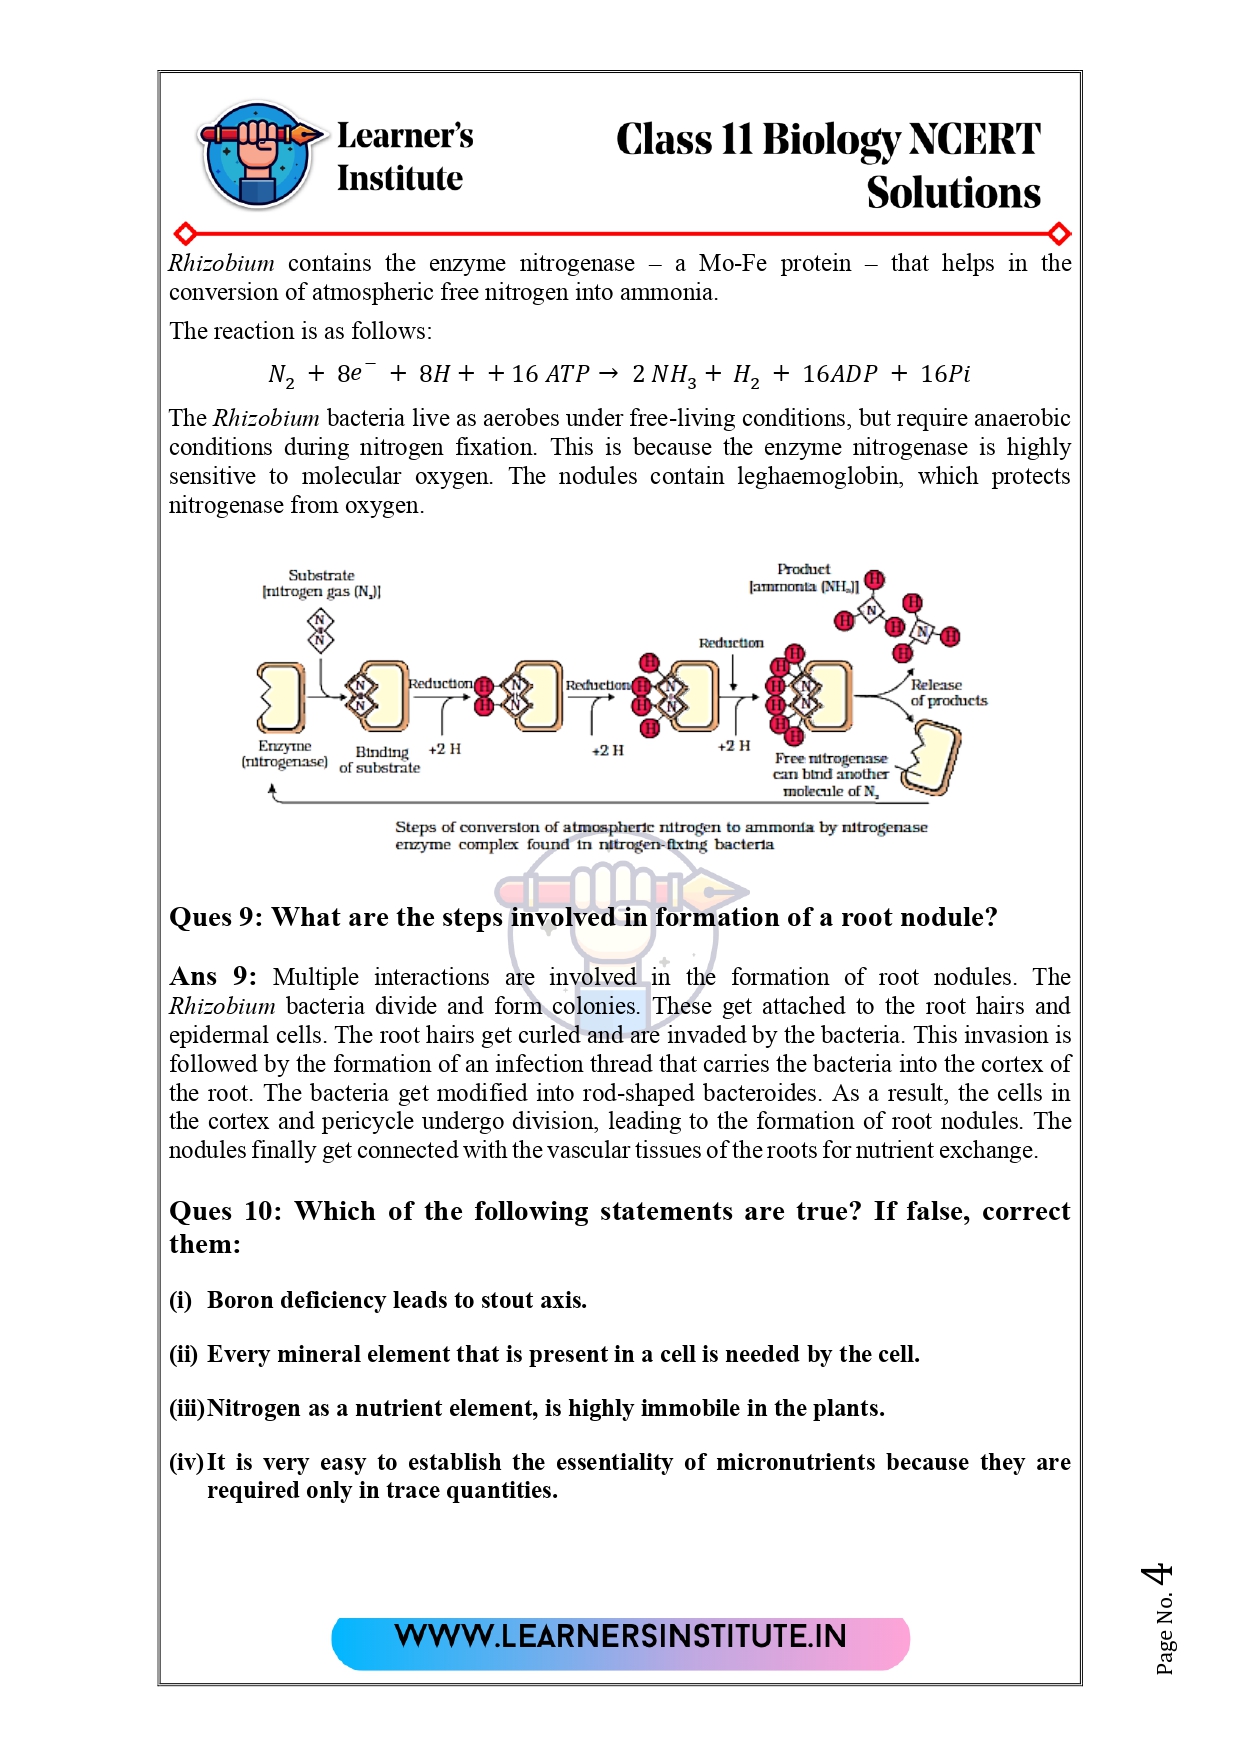 Learner's
Institute
Class 11 Biology NCERT
Solutions
Rhizobium contains the enzyme nitrogenase – a Mo-Fe protein – that helps in the
conversion of atmospheric free nitrogen into ammonia.
The reaction is as follows:
N₂ + 8e⁻ + 8H + + 16 ATP → 2 NH₃ + H₂ + 16ADP + 16Pi
The Rhizobium bacteria live as aerobes under free-living conditions, but require anaerobic
conditions during nitrogen fixation. This is because the enzyme nitrogenase is highly
sensitive to molecular oxygen. The nodules contain leghaemoglobin, which protects
nitrogenase from oxygen.
Substrate
[nitrogen gas (N₂)]
N
N
Enzyme
(nitrogenase)
N
N
Binding
of substrate
Reduction
+2 H
H
H
N
N
Reduction
+2 H
H
H
H
H
N
N
Reduction
+2 H
H
H
H
H
H
H
N
N
Product
[ammonia (NH₃)]
H
H
H
N
H
H
H
N
Release
of products
Free nitrogenase
can bind another
molecule of N₂
Steps of conversion of atmospheric nitrogen to ammonia by nitrogenase
enzyme complex found in nitrogen-fixing bacteria
Ques 9: What are the steps involved in formation of a root nodule?
Ans 9: Multiple interactions are involved in the formation of root nodules. The
Rhizobium bacteria divide and form colonies. These get attached to the root hairs and
epidermal cells. The root hairs get curled and are invaded by the bacteria. This invasion is
followed by the formation of an infection thread that carries the bacteria into the cortex of
the root. The bacteria get modified into rod-shaped bacteroides. As a result, the cells in
the cortex and pericycle undergo division, leading to the formation of root nodules. The
nodules finally get connected with the vascular tissues of the roots for nutrient exchange.
Ques 10: Which of the following statements are true? If false, correct
them:
(i) Boron deficiency leads to stout axis.
(ii) Every mineral element that is present in a cell is needed by the cell.
(iii) Nitrogen as a nutrient element, is highly immobile in the plants.
(iv) It is very easy to establish the essentiality of micronutrients because they are
required only in trace quantities.
WWW.LEARNERSINSTITUTE.IN
Page No. 4